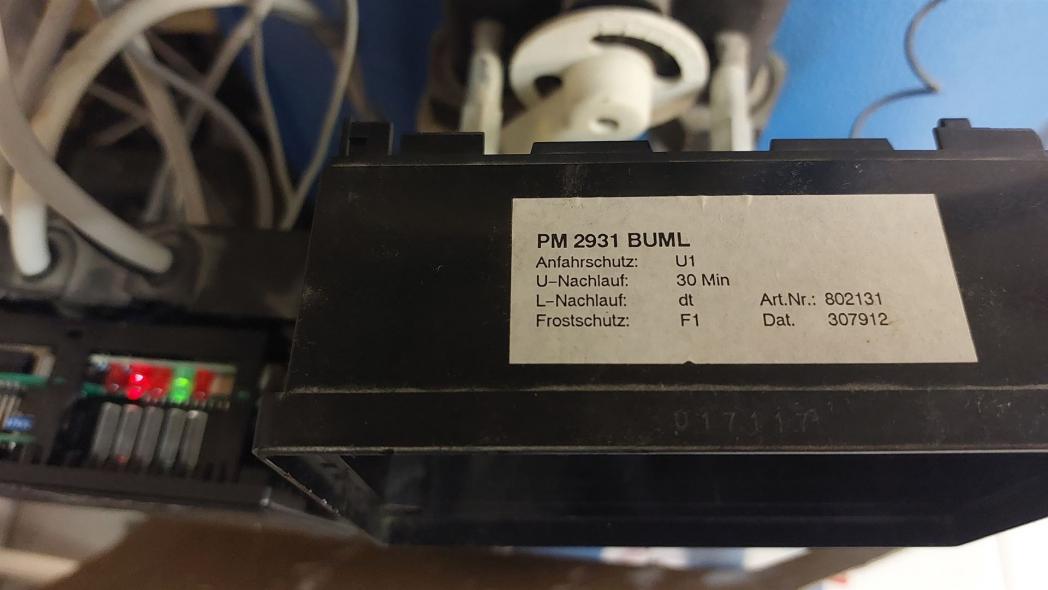 PM 2931 BUML
Anfahrschutz: U1
U-Nachlauf: 30 Min
L-Nachlauf: dt Art.Nr.: 802131
Frostschutz: F1 Dat. 307912